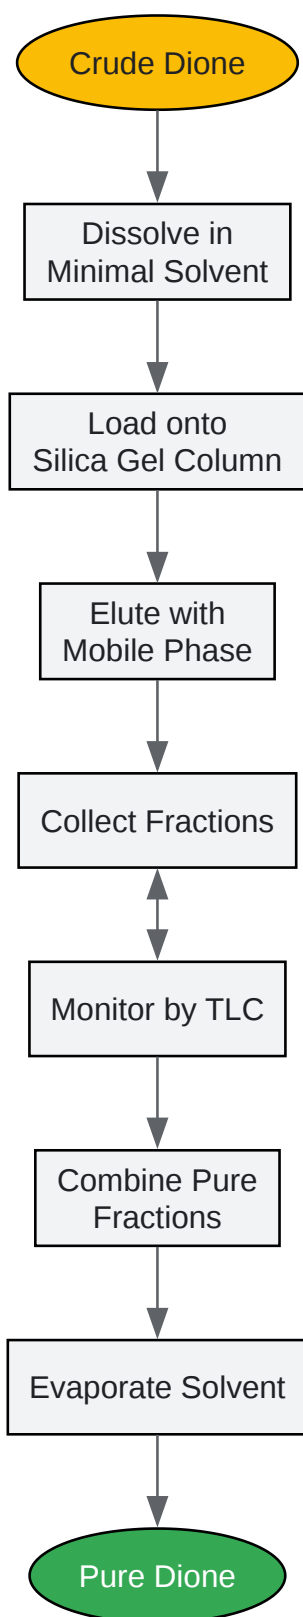 Crude Dione
Dissolve in
Minimal Solvent
Load onto
Silica Gel Column
Elute with
Mobile Phase
Collect Fractions
Monitor by TLC
Combine Pure
Fractions
Evaporate Solvent
Pure Dione